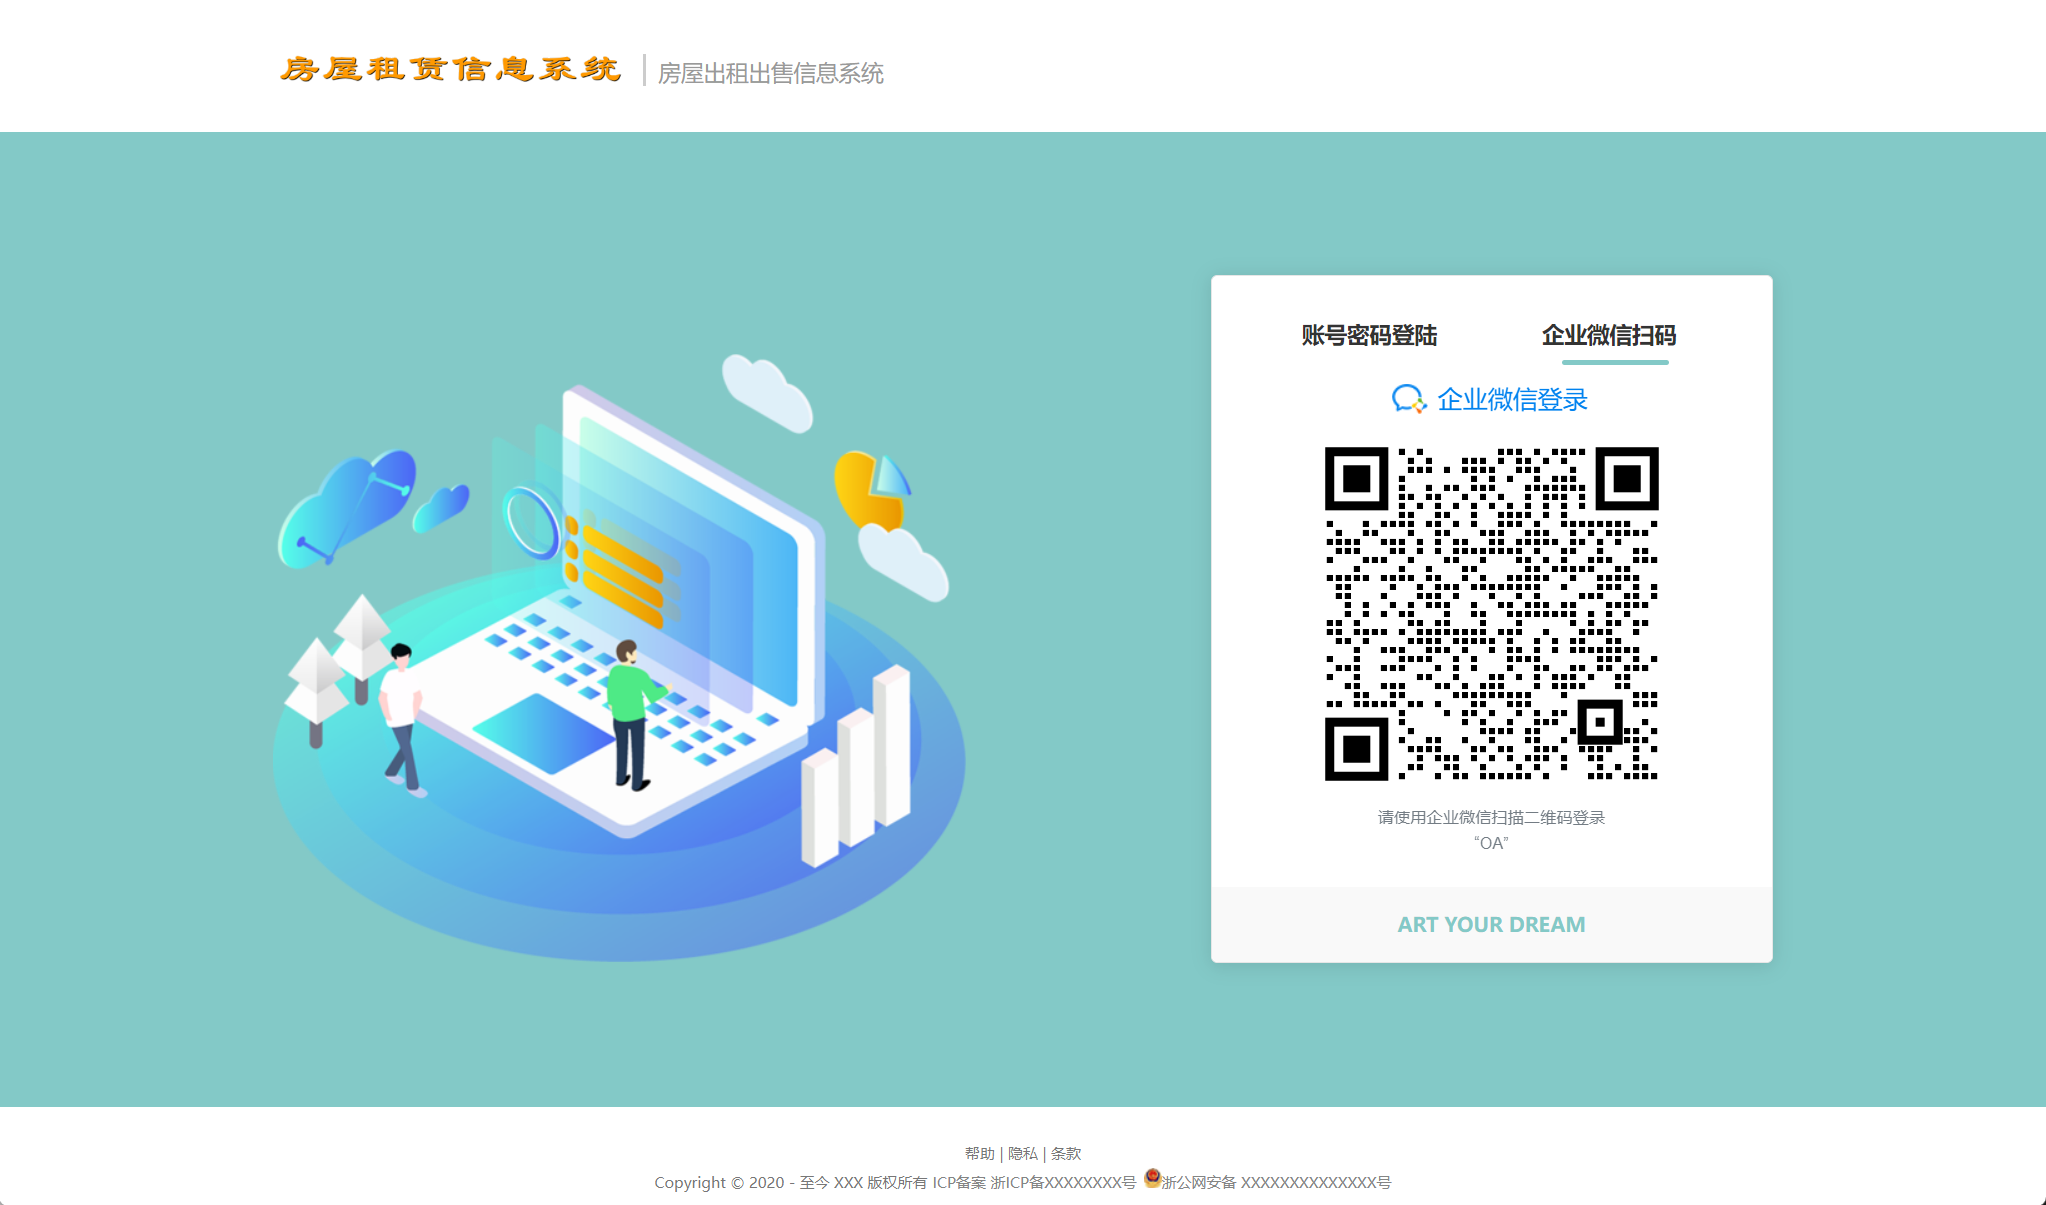 房屋租赁信息系统
房屋出租出售信息系统
账号密码登陆 企业微信扫码
企业微信登录
请使用企业微信扫描二维码登录
“OA”
ART YOUR DREAM
帮助 | 隐私 | 条款
Copyright © 2020 - 至今 XXX 版权所有 ICP备案 浙ICP备XXXXXXXX号 浙公网安备 XXXXXXXXXXXXXX号